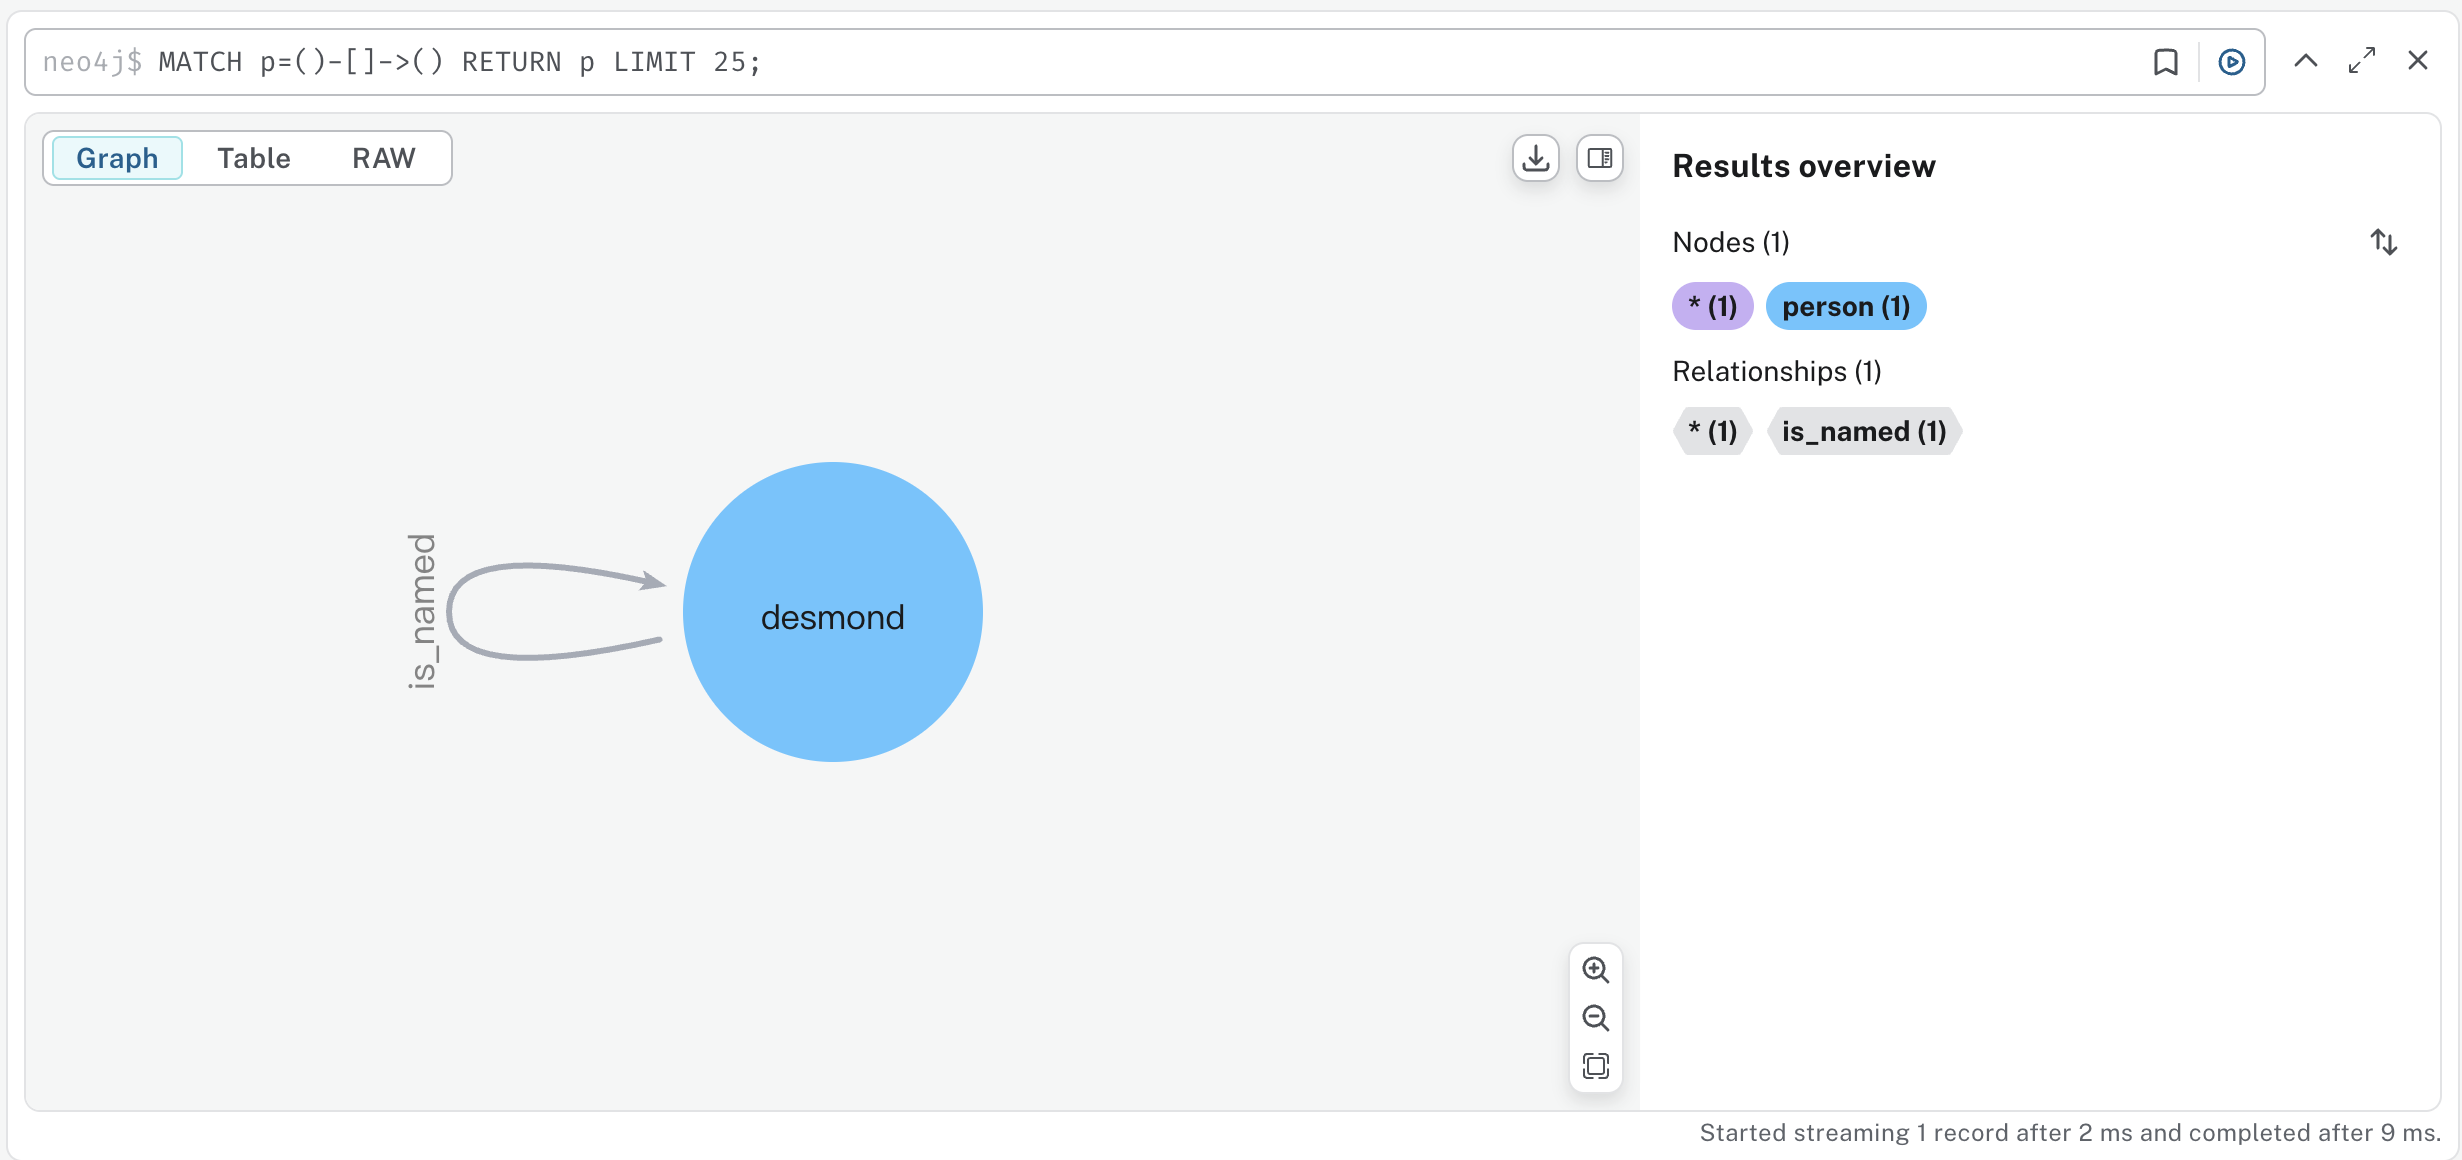 neo4j$ MATCH p=()-[]->() RETURN p LIMIT 25;
Graph Table RAW
Results overview
Nodes (1)
* (1) person (1)
Relationships (1)
* (1) is_named (1)
is_named
desmond
Started streaming 1 record after 2 ms and completed after 9 ms.